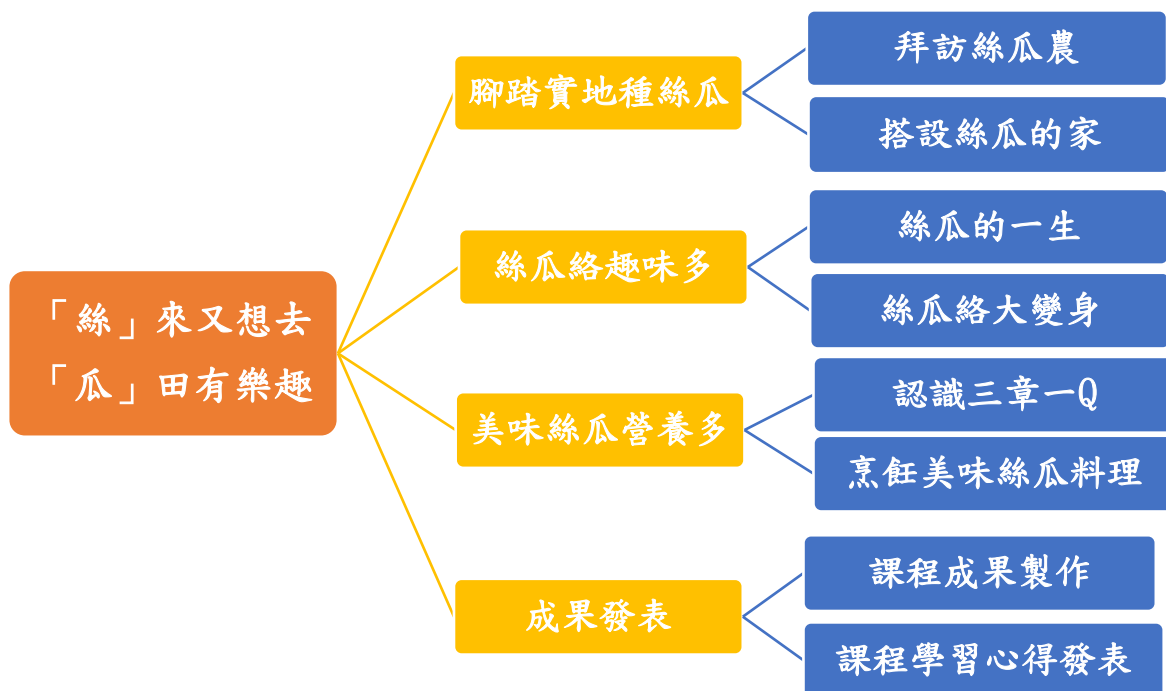 「絲」來又想去
「瓜」田有樂趣
腳踏實地種絲瓜
拜訪絲瓜農
搭設絲瓜的家
絲瓜絡趣味多
絲瓜的一生
絲瓜絡大變身
美味絲瓜營養多
認識三章一Q
烹飪美味絲瓜料理
成果發表
課程成果製作
課程學習心得發表